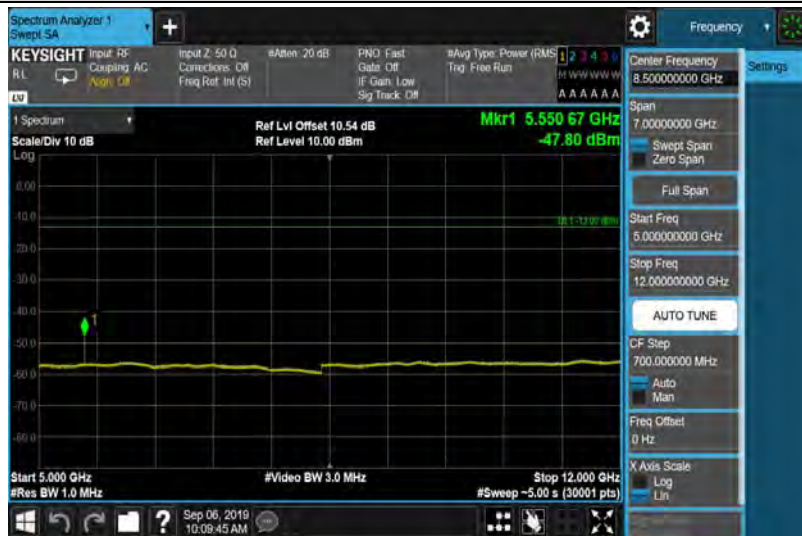 Spectrum Analyzer 1
Swept SA
+
Frequency
KEYSIGHT
RL
Input: RF
Coupling: AC
Align: Off
Input Z: 50 Ω
Corrections: Off
Freq Ref: Int (S)
#Atten: 20 dB
PNO: Fast
Gate: Off
IF Gain: Low
Sig Track: Off
#Avg Type: Power (RMS
Trig: Free Run
1 2 3 4 5 6
M W W W W W
A A A A A A
LXI
1 Spectrum
Scale/Div 10 dB
Log
Ref Lvl Offset 10.54 dB
Ref Level 10.00 dBm
Mkr1 5.550 67 GHz
-47.80 dBm
0.00
-10.0
-20.0
-30.0
-40.0
-50.0
-60.0
-70.0
-80.0
DL1 -13.00 dBm
1
Start 5.000 GHz
#Res BW 1.0 MHz
#Video BW 3.0 MHz
Stop 12.000 GHz
#Sweep ~5.00 s (30001 pts)
Center Frequency
8.500000000 GHz
Settings
Span
7.00000000 GHz
Swept Span
Zero Span
Full Span
Start Freq
5.000000000 GHz
Stop Freq
12.000000000 GHz
AUTO TUNE
CF Step
700.000000 MHz
Auto
Man
Freq Offset
0 Hz
X Axis Scale
Log
Lin
?
Sep 06, 2019
10:09:45 AM